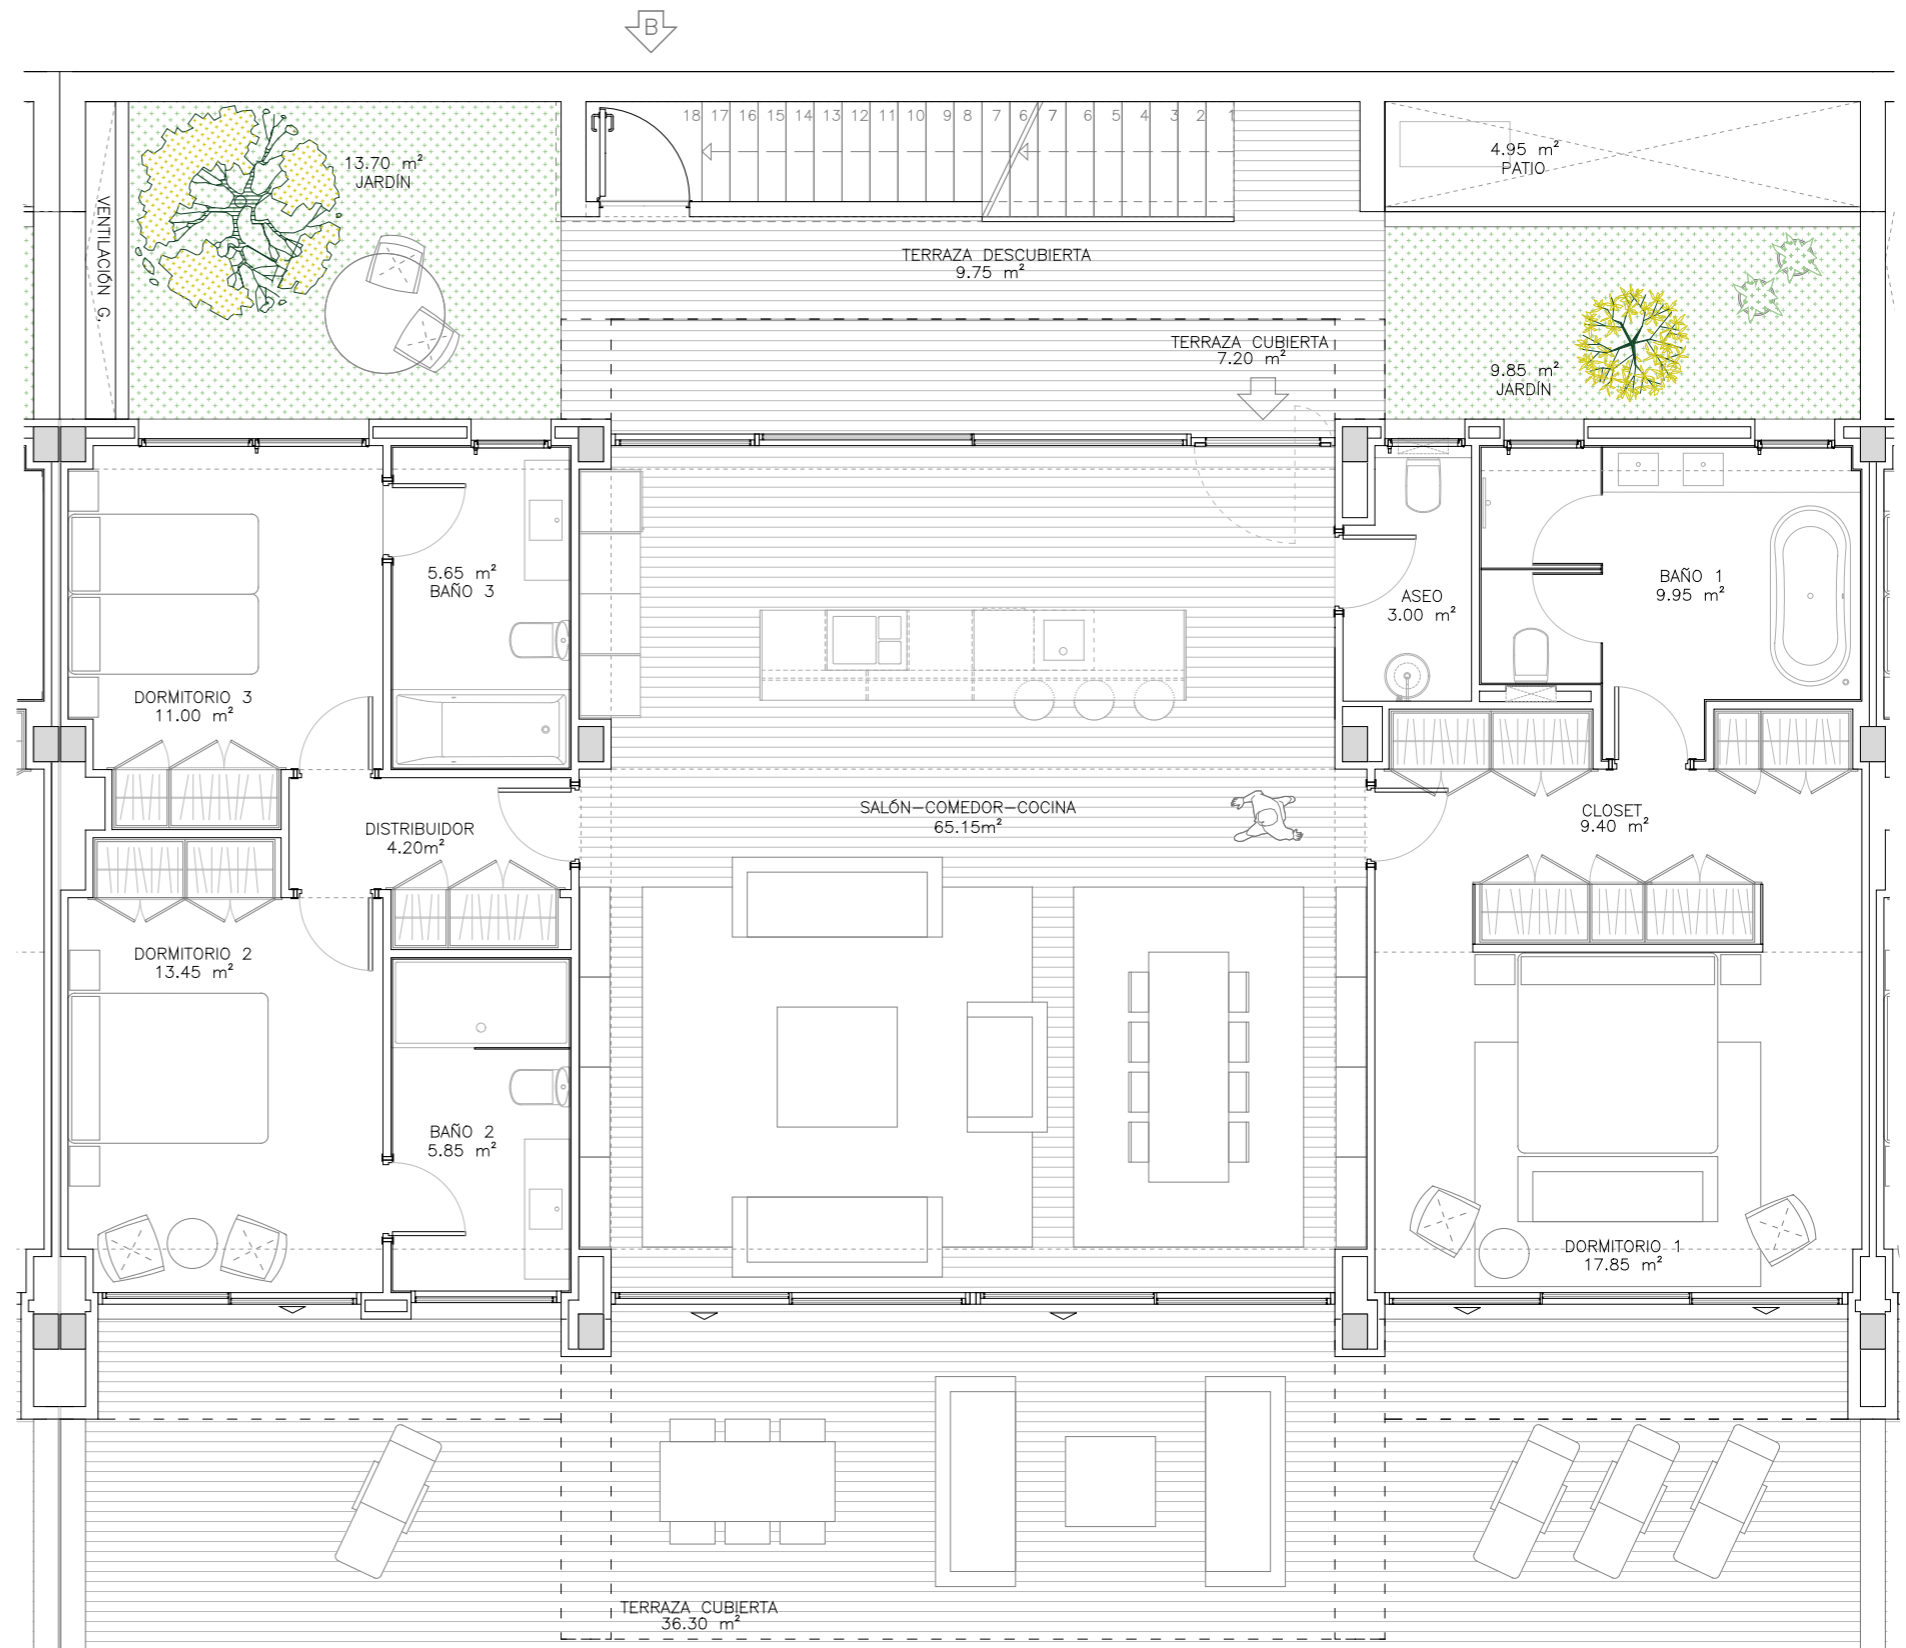 B
18 17 16 15 14 13 12 11 10 9 8 7 6 7 6 5 4 3 2 1
13.70 m²
JARDÍN
4.95 m²
PATIO
VENTILACIÓN G.
TERRAZA DESCUBIERTA
9.75 m²
TERRAZA CUBIERTA
7.20 m²
9.85 m²
JARDÍN
5.65 m²
BAÑO 3
ASEO
3.00 m²
BAÑO 1
9.95 m²
DORMITORIO 3
11.00 m²
DISTRIBUIDOR
4.20m²
SALÓN-COMEDOR-COCINA
65.15m²
CLOSET
9.40 m²
DORMITORIO 2
13.45 m²
BAÑO 2
5.85 m²
DORMITORIO 1
17.85 m²
TERRAZA CUBIERTA
36.30 m²